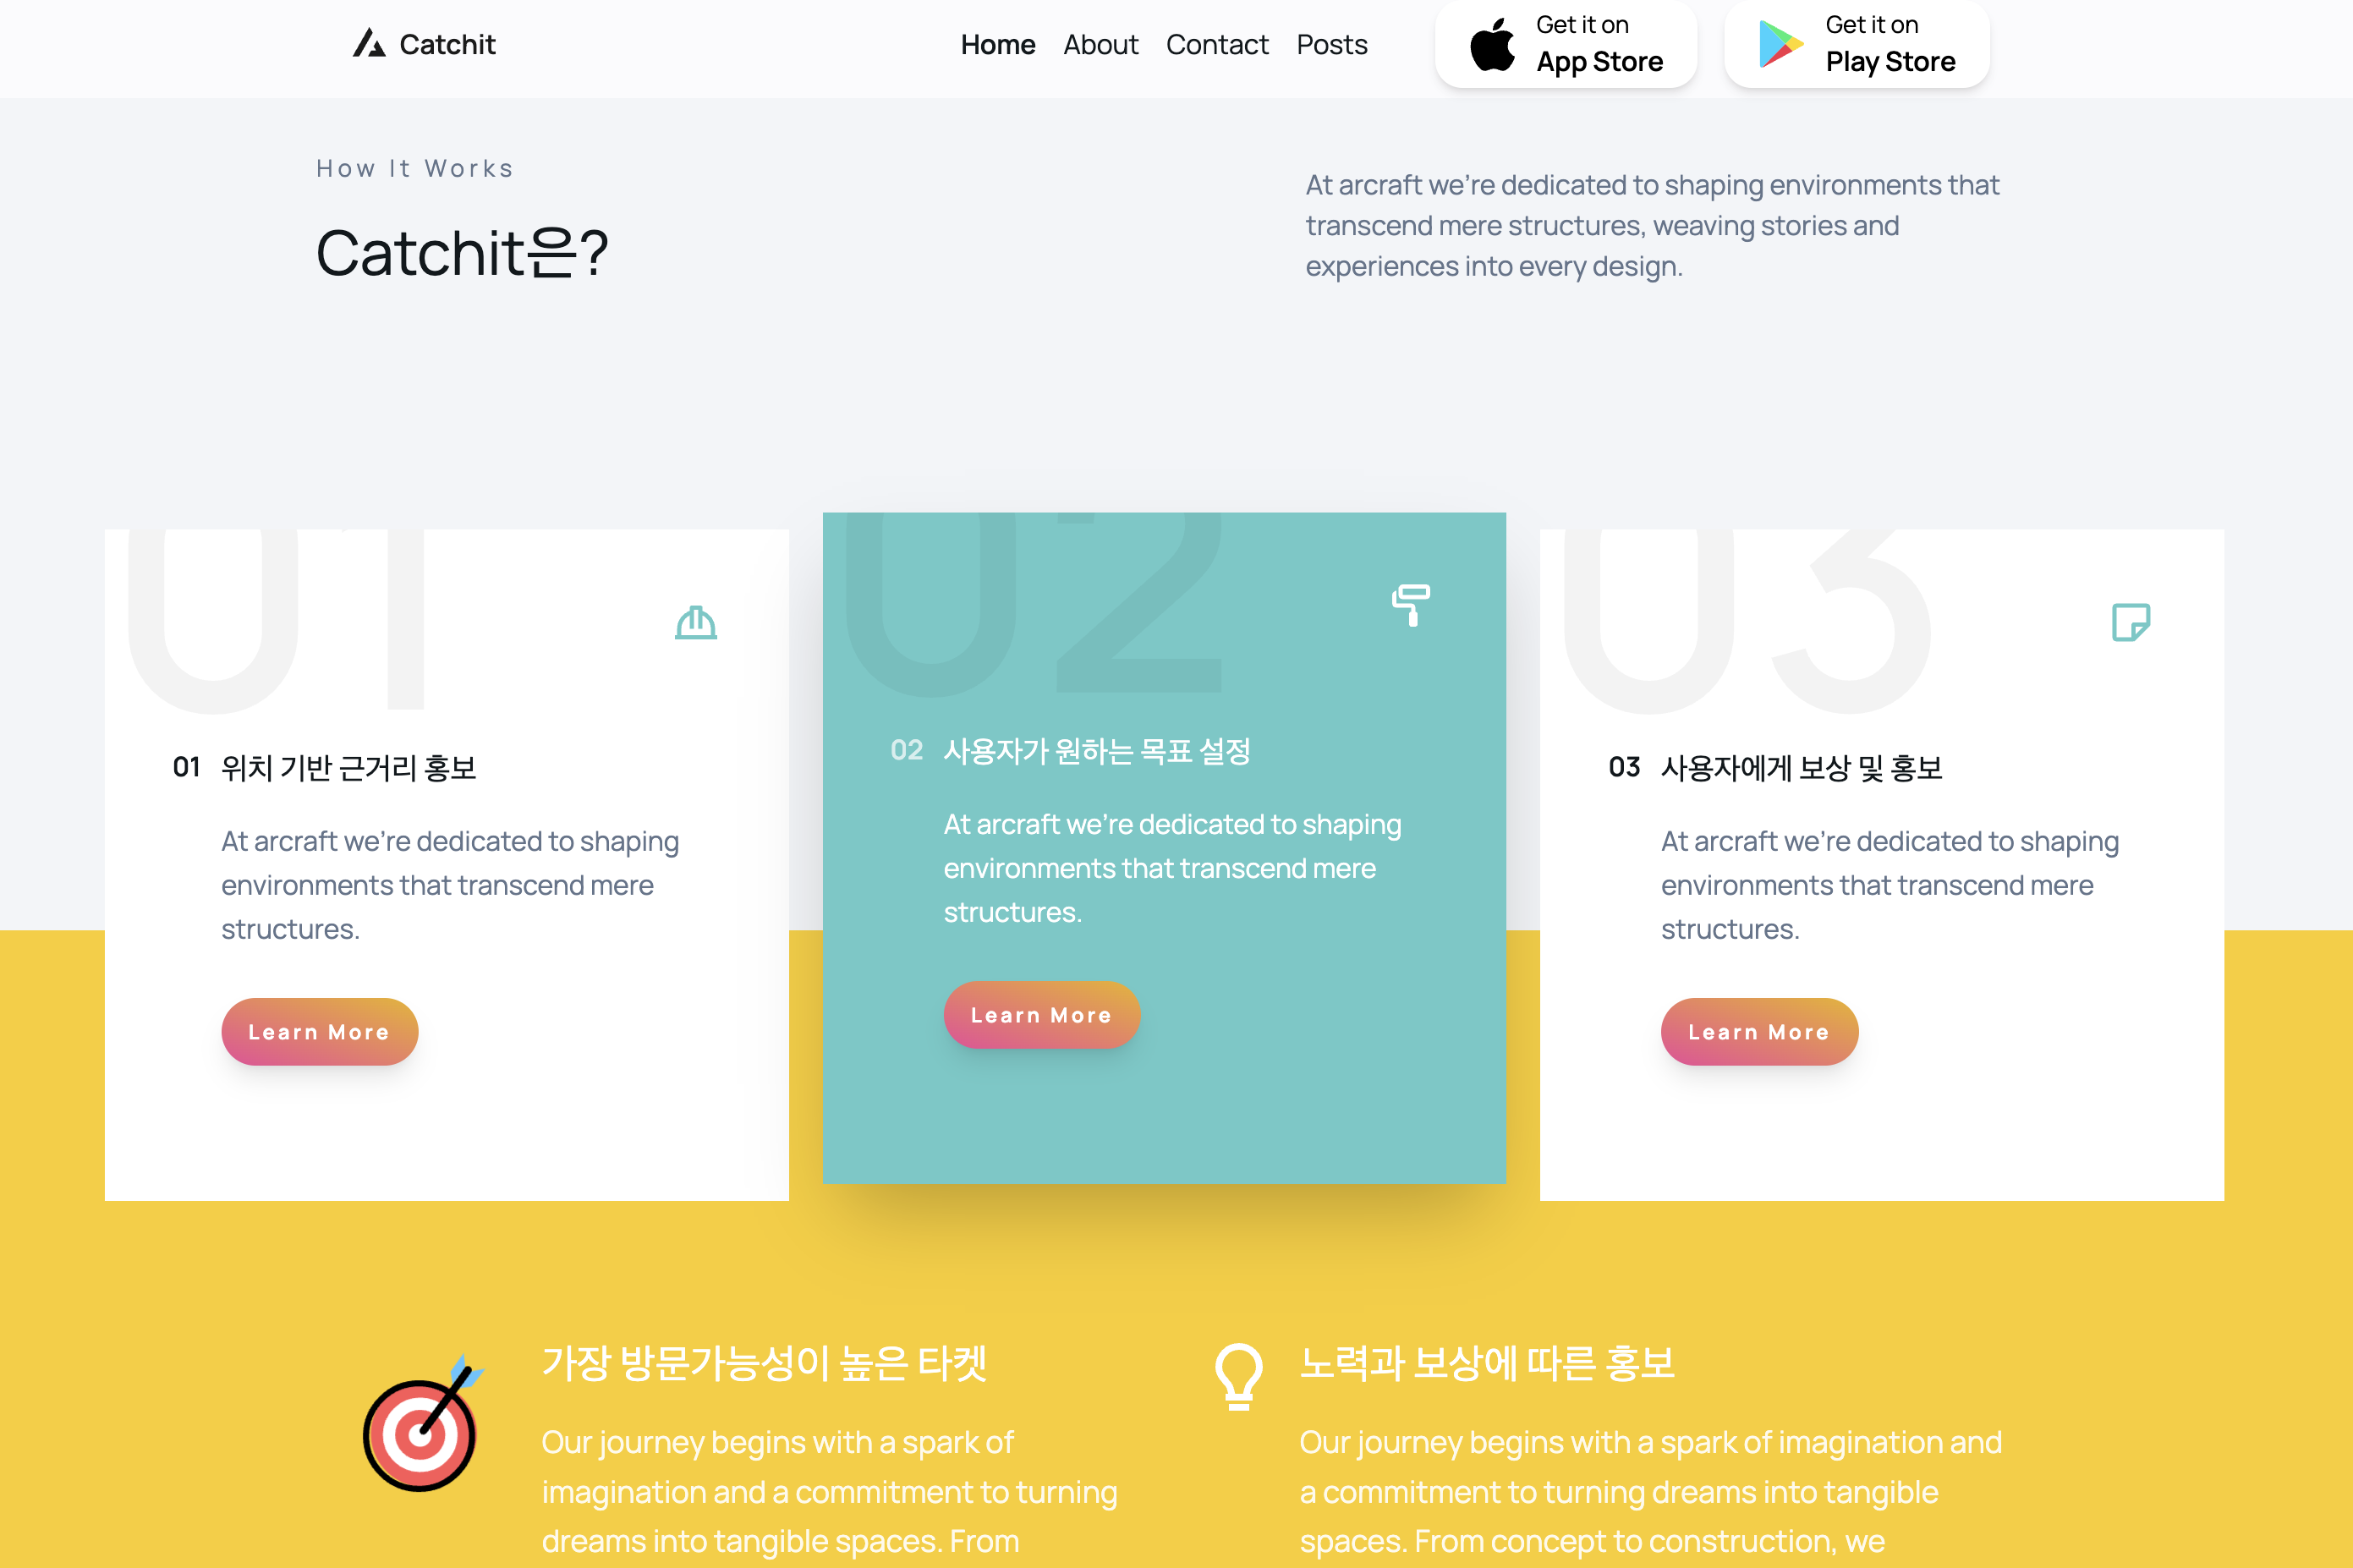 Catchit
Home
About
Contact
Posts
Get it on
App Store
Get it on
Play Store
How It Works
Catchit은?
At arcraft we're dedicated to shaping environments that
transcend mere structures, weaving stories and
experiences into every design.
01
01 위치 기반 근거리 홍보
At arcraft we're dedicated to shaping
environments that transcend mere
structures.
Learn More
02
02 사용자가 원하는 목표 설정
At arcraft we're dedicated to shaping
environments that transcend mere
structures.
Learn More
03
03 사용자에게 보상 및 홍보
At arcraft we're dedicated to shaping
environments that transcend mere
structures.
Learn More
가장 방문가능성이 높은 타켓
Our journey begins with a spark of
imagination and a commitment to turning
dreams into tangible spaces. From
노력과 보상에 따른 홍보
Our journey begins with a spark of imagination and
a commitment to turning dreams into tangible
spaces. From concept to construction, we